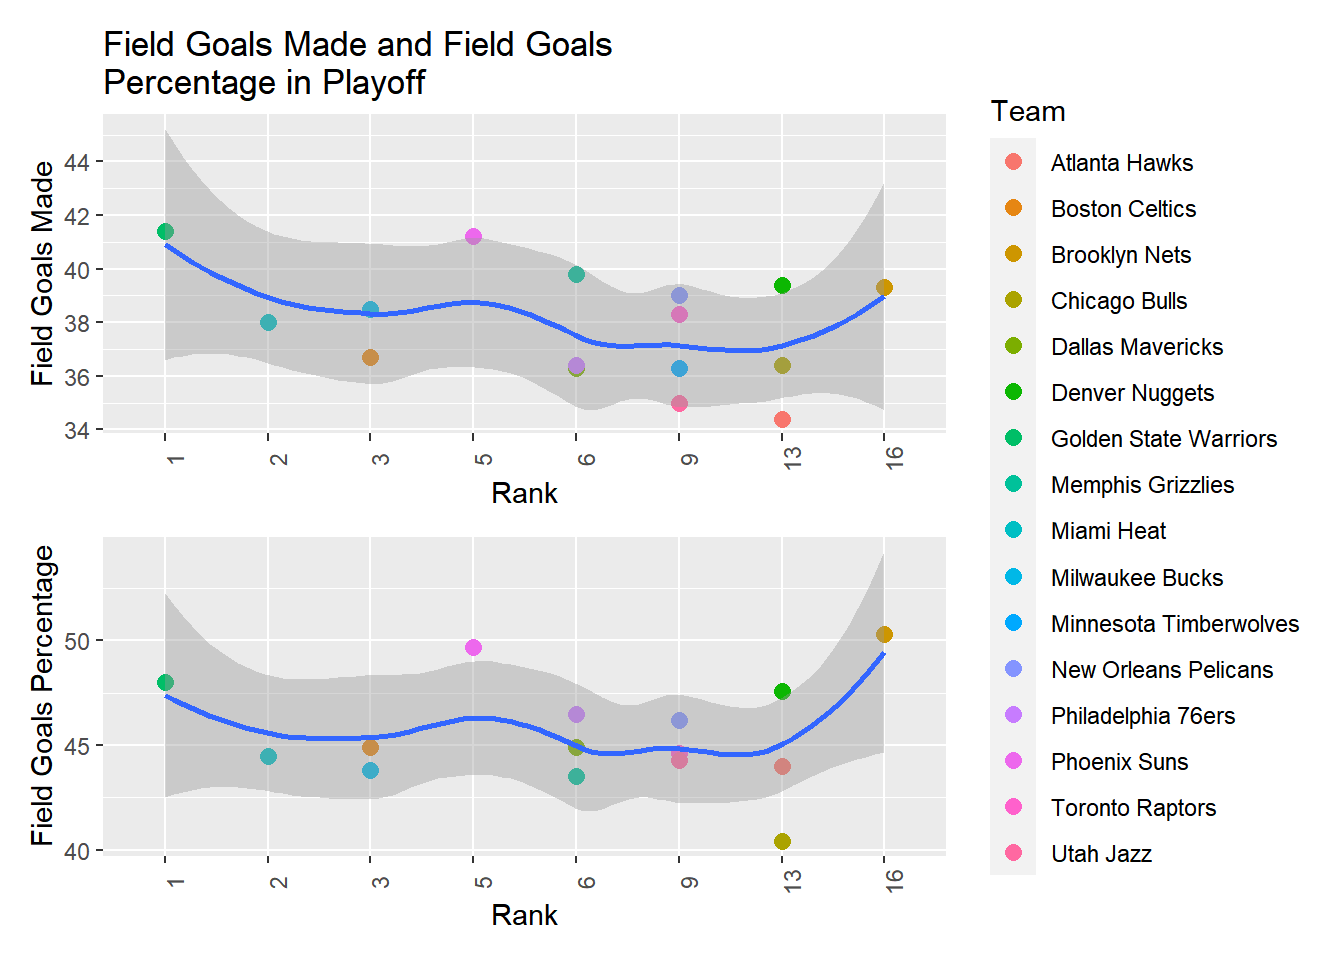 Field Goals Made and Field Goals
Percentage in Playoff
Field Goals Made
44
42
40
38
36
34
1
2
3
5
6
9
13
16
Rank
Field Goals Percentage
50
45
40
1
2
3
5
6
9
13
16
Rank
Team
Atlanta Hawks
Boston Celtics
Brooklyn Nets
Chicago Bulls
Dallas Mavericks
Denver Nuggets
Golden State Warriors
Memphis Grizzlies
Miami Heat
Milwaukee Bucks
Minnesota Timberwolves
New Orleans Pelicans
Philadelphia 76ers
Phoenix Suns
Toronto Raptors
Utah Jazz